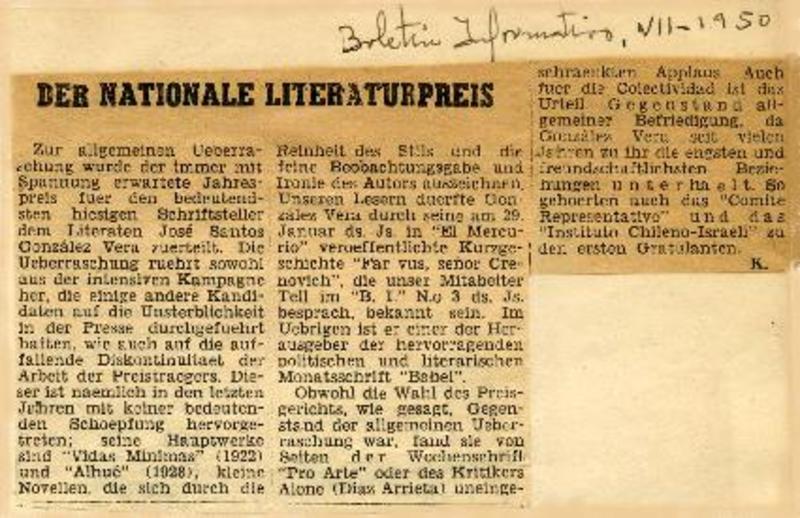 Boletin Informativo, VII-1950
DER NATIONALE LITERATURPREIS
Zur allgemeinen Ueberra-
schung wurde der immer mit
Spannung erwartete Jahres-
preis fuer den bedeutend-
sten hiesigen Schriftsteller
dem Literaten José Santos
González Vera zuerteilt. Die
Ueberraschung ruehrt sowohl
aus der intensiven Kampagne
her, die einige andere Kandi-
daten auf die Unsterblichkeit
in der Presse durchgefuehrt
hatten, wie auch auf die auf-
fallende Diskontinuitaet der
Arbeit der Preistraegers. Die-
ser ist naemlich in den letzten
Jahren mit keiner bedeuten-
den Schoepfung hervorge-
treten; seine Hauptwerke
sind "Vidas Minimas" (1922)
und "Alhué" (1928), kleine
Novellen, die sich durch die
Reinheit des Stils und die
feine Beobachtungsgabe und
Ironie des Autors auszeichnen.
Unseren Lesern duerfte Gon-
zález Vera durch seine am 29.
Januar ds. Js. in "El Mercu-
rio" veroeffentlichte Kurzge-
schichte "Far vus, señor Cre-
novich", die unser Mitabeiter
Tell im "B. I." N.o 3 ds. Js.
besprach, bekannt sein. Im
Uebrigen ist er einer der Her-
ausgeber der hervorragenden
politischen und literarischen
Monatsschrift "Babel".
Obwohl die Wahl des Preis-
gerichts, wie gesagt, Gegen-
stand der allgemeinen Ueber-
raschung war, fand sie von
Seiten der Wochenschrift
"Pro Arte" oder des Kritikers
Alone (Diaz Arrieta) uneinge-
schraenkten Applaus Auch
fuer die Colectividad ist das
Urteil Gegenstand all-
gemeiner Befriedigung, da
González Vera seit vielen
Jahren zu ihr die engsten und
freundschaftlichsten Bezie-
hungen unterhaelt. So
gehoerten auch das "Comite
Representativo" und das
"Instituto Chileno-Israeli" zu
den ersten Gratulanten.
K.